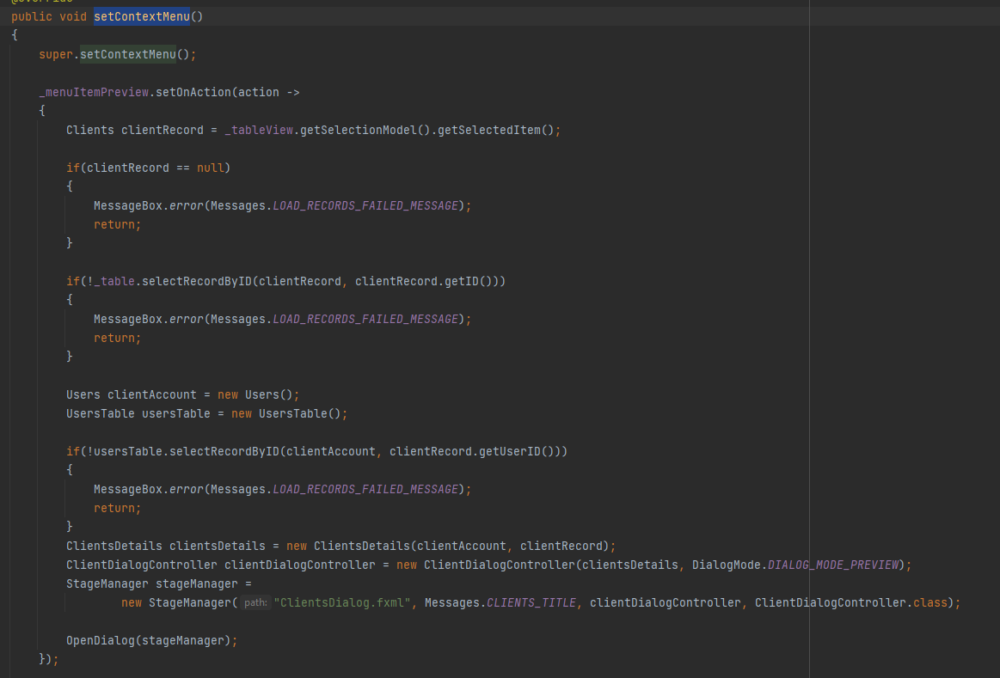 @Override
public void setContextMenu()
{
super.setContextMenu();
_menuItemPreview.setOnAction(action ->
{
Clients clientRecord = _tableView.getSelectionModel().getSelectedItem();
if(clientRecord == null)
{
MessageBox.error(Messages.LOAD_RECORDS_FAILED_MESSAGE);
return;
}
if(!_table.selectRecordByID(clientRecord, clientRecord.getID()))
{
MessageBox.error(Messages.LOAD_RECORDS_FAILED_MESSAGE);
return;
}
Users clientAccount = new Users();
UsersTable usersTable = new UsersTable();
if(!usersTable.selectRecordByID(clientAccount, clientRecord.getUserID()))
{
MessageBox.error(Messages.LOAD_RECORDS_FAILED_MESSAGE);
return;
}
ClientsDetails clientsDetails = new ClientsDetails(clientAccount, clientRecord);
ClientDialogController clientDialogController = new ClientDialogController(clientsDetails, DialogMode.DIALOG_MODE_PREVIEW);
StageManager stageManager =
new StageManager( path: "ClientsDialog.fxml", Messages.CLIENTS_TITLE, clientDialogController, ClientDialogController.class);
OpenDialog(stageManager);
});